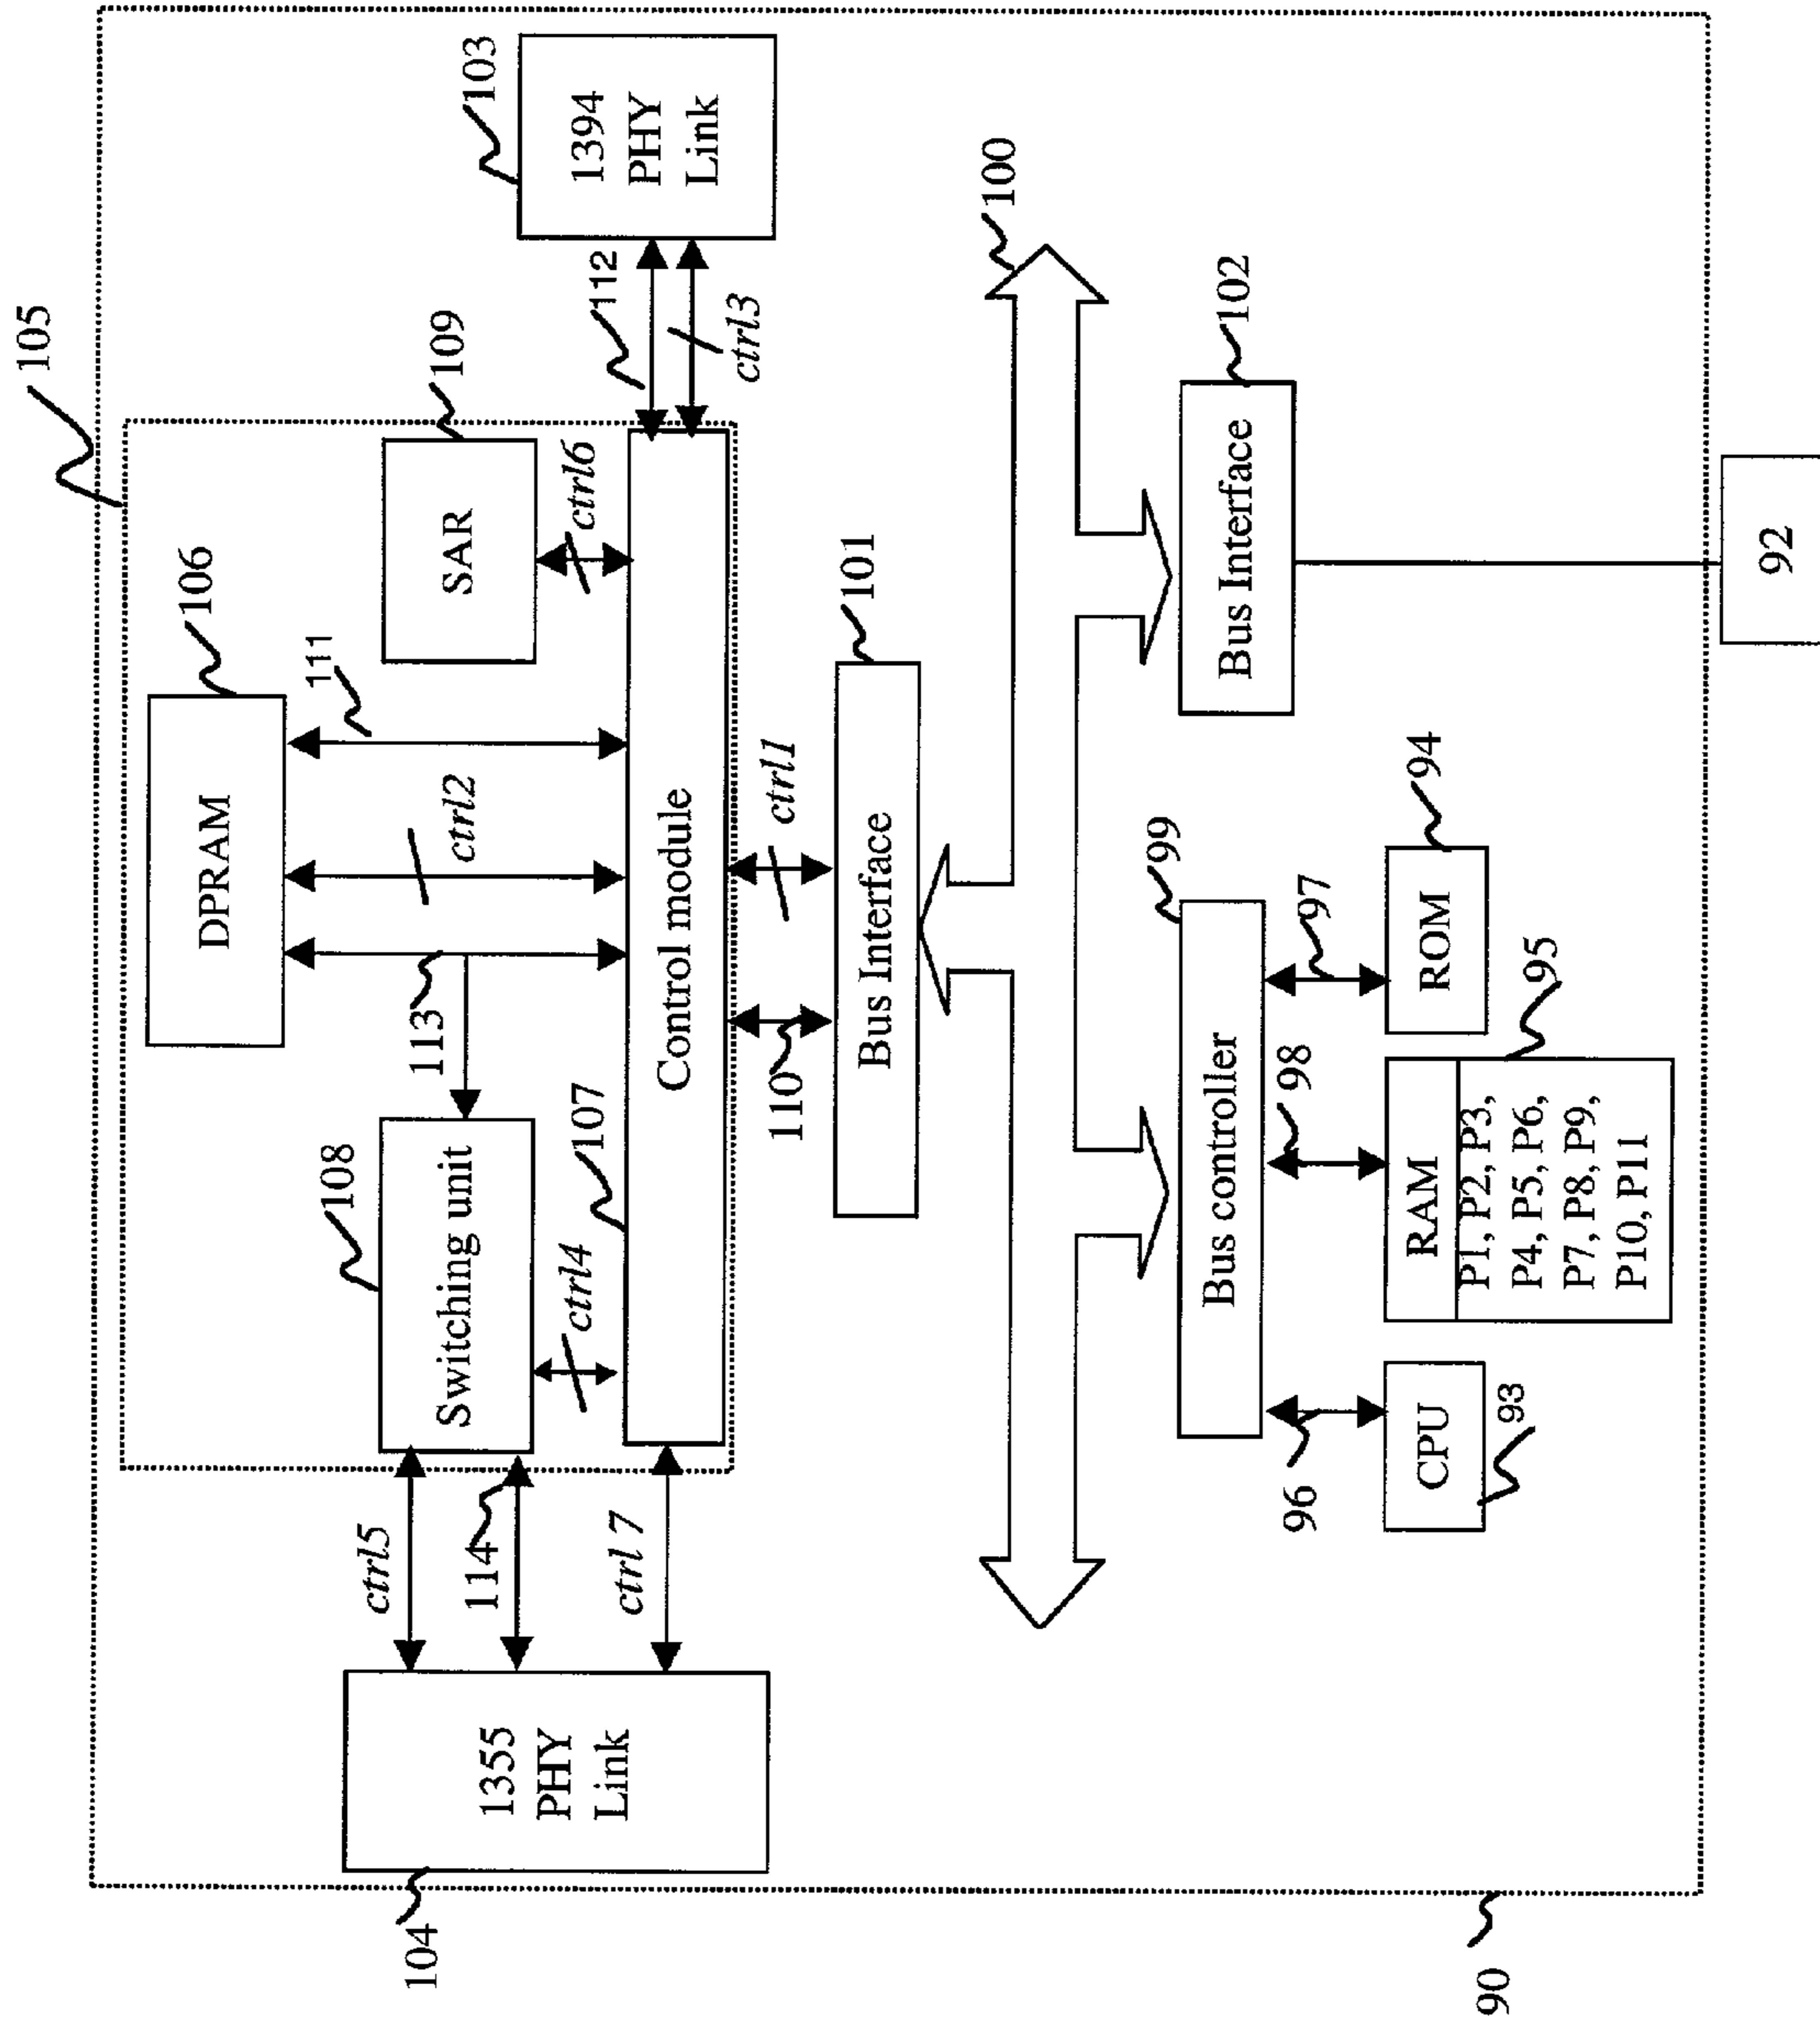 105
106
109
103
108
DPRAM
111
SAR
1394
PHY
Link
ctrl2
113
Switching unit
ctrl5
114
ctrl 7
ctrl4
107
ctrl6
112
ctrl3
Control module
1355
PHY
Link
104
110
ctrl1
101
Bus Interface
100
99
102
Bus controller
Bus Interface
96
98
97
94
CPU
93
RAM
P1, P2, P3,
P4, P5, P6,
P7, P8, P9,
P10, P11
ROM
95
90
92